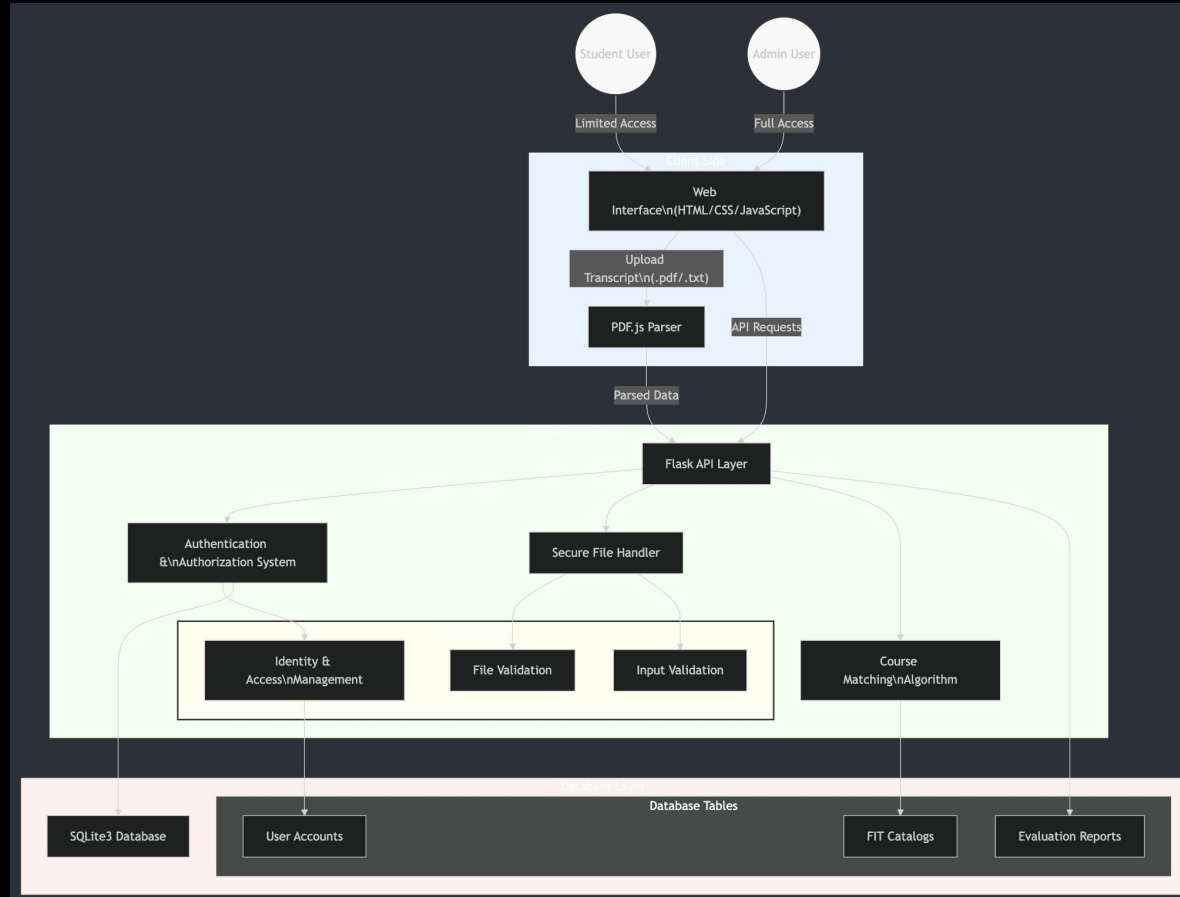 Student User
Admin User
Limited Access
Full Access
Client Side
Web
Interface\n(HTML/CSS/JavaScript)
Upload
Transcript\n(.pdf/.txt)
PDF.js Parser
API Requests
Parsed Data
Flask API Layer
Authentication
&\nAuthorization System
Secure File Handler
Identity &
Access\nManagement
File Validation
Input Validation
Course
Matching\nAlgorithm
Database Layer
Database Tables
SQLite3 Database
User Accounts
FIT Catalogs
Evaluation Reports